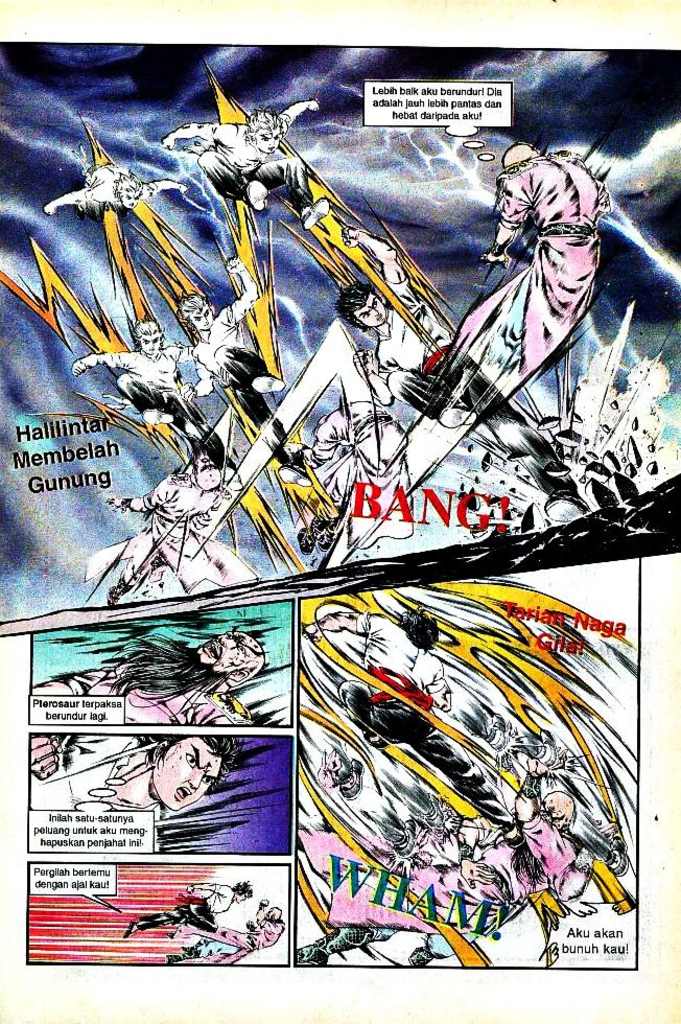 Lebih baik aku berundur! Dia
adalah jauh lebih pantas dan
hebat daripada aku!
Halilintar
Membelah
Gunung
BANG!
Pterosaur terpaksa
berundur lagi.
Inilah satu-satunya
peluang untuk aku meng-
hapuskan penjahat ini!
Pergilah bertemu
dengan ajal kau!
Tarian Naga
Gila!
WHAM!
Aku akan
bunuh kau!